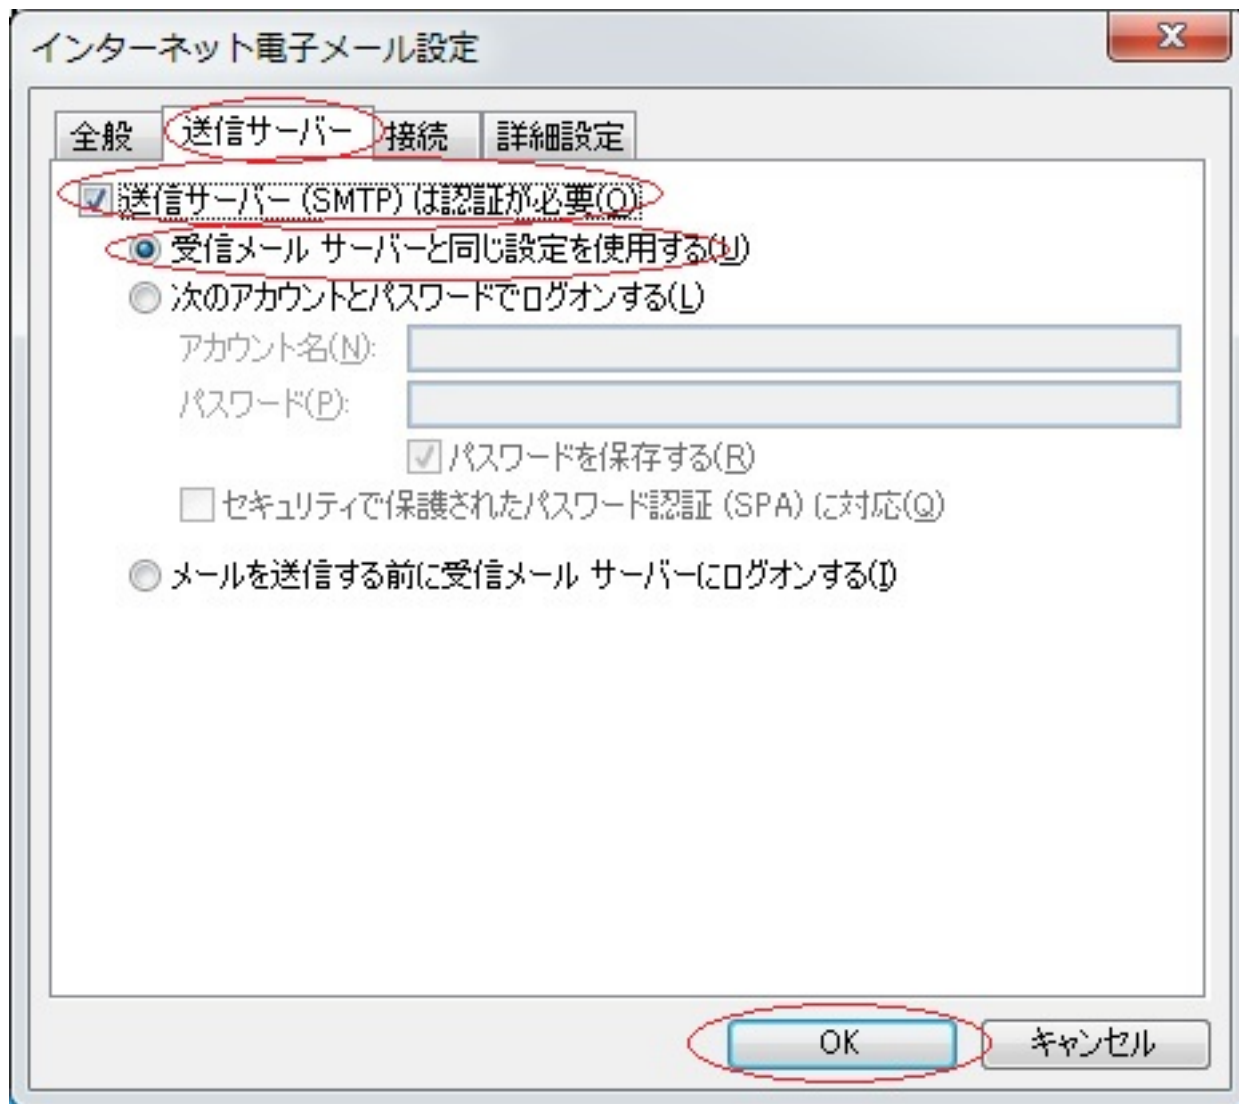 インターネット電子メール設定
全般 送信サーバー 接続 詳細設定
送信サーバー (SMTP) は認証が必要(O)
受信メール サーバーと同じ設定を使用する(U)
次のアカウントとパスワードでログオンする(L)
アカウント名(N):
パスワード(P):
パスワードを保存する(R)
セキュリティで保護されたパスワード認証 (SPA) に対応(Q)
メールを送信する前に受信メール サーバーにログオンする(I)
OK キャンセル